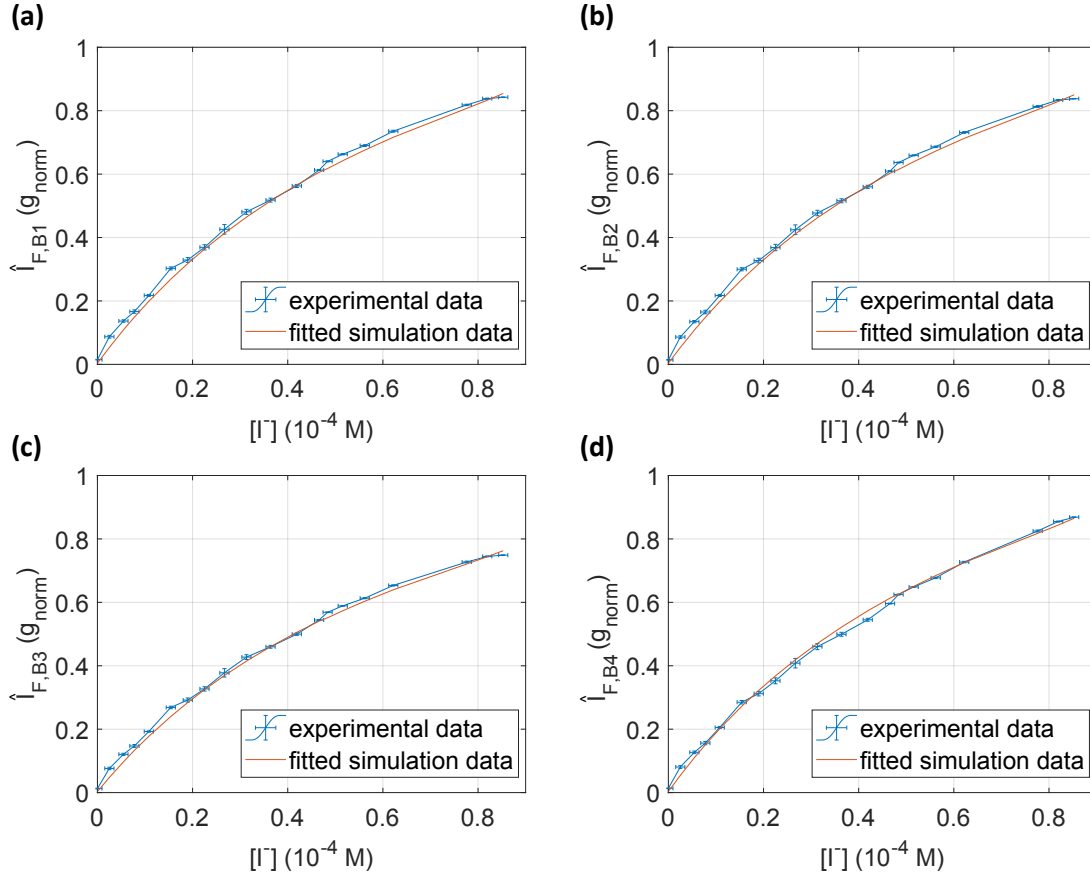 (a)
(b)
1
0.8
0.6
0.4
0.2
0
Î_F,B1 (g_norm)
experimental data
fitted simulation data
0
0.2
0.4
0.6
0.8
[I⁻] (10⁻⁴ M)
1
0.8
0.6
0.4
0.2
0
Î_F,B2 (g_norm)
experimental data
fitted simulation data
0
0.2
0.4
0.6
0.8
[I⁻] (10⁻⁴ M)
(c)
(d)
1
0.8
0.6
0.4
0.2
0
Î_F,B3 (g_norm)
experimental data
fitted simulation data
0
0.2
0.4
0.6
0.8
[I⁻] (10⁻⁴ M)
1
0.8
0.6
0.4
0.2
0
Î_F,B4 (g_norm)
experimental data
fitted simulation data
0
0.2
0.4
0.6
0.8
[I⁻] (10⁻⁴ M)